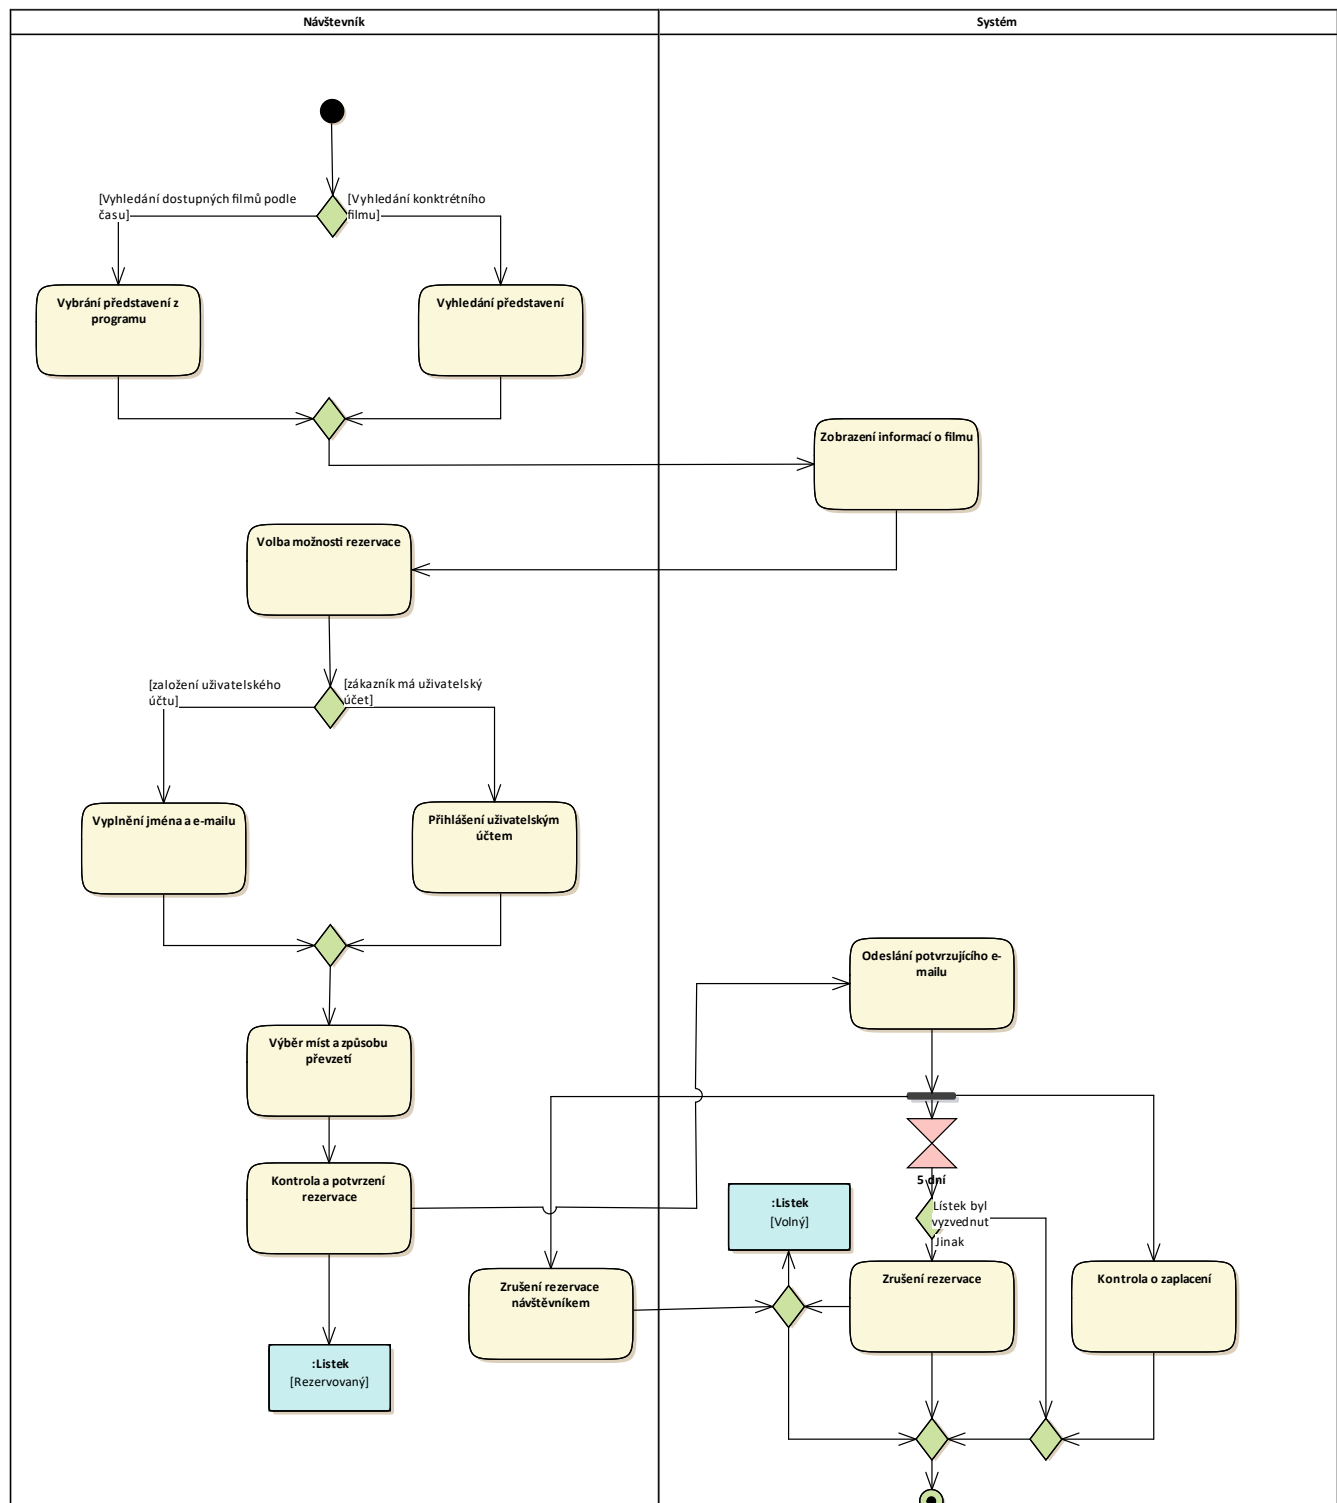 Návštevník
Systém
[Vyhledání dostupných filmů podle
času]
[Vyhledání konktrétního
filmu]
Vybrání představení z
programu
Vyhledání představení
Zobrazení informací o filmu
Volba možnosti rezervace
[založení uživatelského
účtu]
[zákazník má uživatelský
účet]
Vyplnění jména a e-mailu
Přihlášení uživatelským
účtem
Odeslání potvrzujícího e-
mailu
Výběr míst a způsobu
převzetí
Kontrola a potvrzení
rezervace
5 dní
:Listek
[Volný]
Lístek byl
vyzvednut
Jinak
Zrušení rezervace
návštěvníkem
Zrušení rezervace
Kontrola o zaplacení
:Listek
[Rezervovaný]